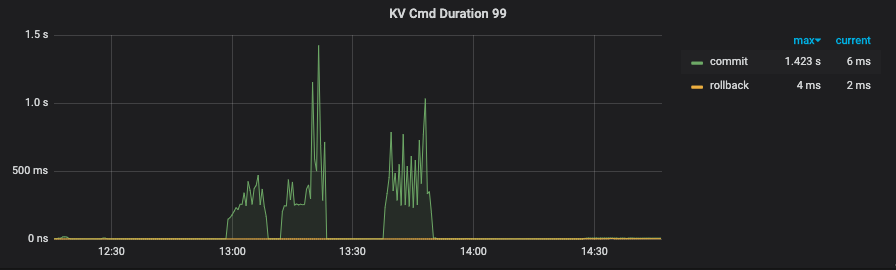 KV Cmd Duration 99
max current
commit 1.423 s 6 ms
rollback 4 ms 2 ms
1.5 s
1.0 s
500 ms
0 ns
12:30 13:00 13:30 14:00 14:30